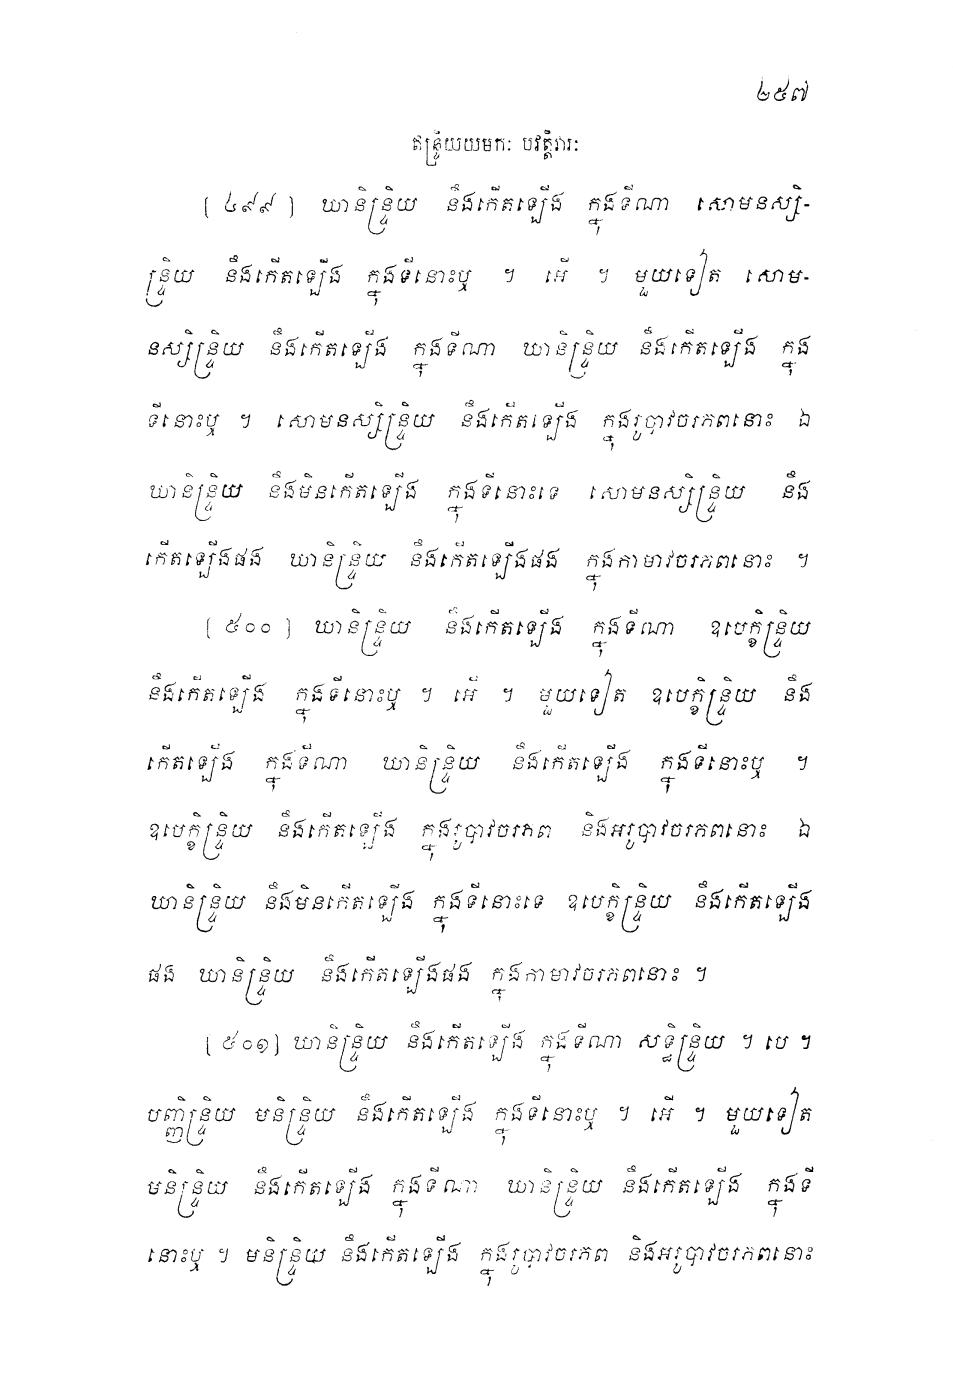 ២៥៧
ឥន្ទ្រិយយមកៈ បវត្តិវារៈ
[ ៤៩៩ ] ឃានិន្ទ្រិយ នឹងកើតឡើង ក្នុងទីណា សោមនស្សិ-
ន្ទ្រិយ នឹងកើតឡើង ក្នុងទីនោះឬ ។ អើ ។ មួយទៀត សោម-
នស្សិន្ទ្រិយ នឹងកើតឡើង ក្នុងទីណា ឃានិន្ទ្រិយ នឹងកើតឡើង ក្នុង
ទីនោះឬ ។ សោមនស្សិន្ទ្រិយ នឹងកើតឡើង ក្នុងរូបាវចរភពនោះ ឯ
ឃានិន្ទ្រិយ នឹងមិនកើតឡើង ក្នុងទីនោះទេ សោមនស្សិន្ទ្រិយ នឹង
កើតឡើងផង ឃានិន្ទ្រិយ នឹងកើតឡើងផង ក្នុងកាមាវចរភពនោះ ។
[ ៥០០ ] ឃានិន្ទ្រិយ នឹងកើតឡើង ក្នុងទីណា ឧបេក្ខិន្ទ្រិយ
នឹងកើតឡើង ក្នុងទីនោះឬ ។ អើ ។ មួយទៀត ឧបេក្ខិន្ទ្រិយ នឹង
កើតឡើង ក្នុងទីណា ឃានិន្ទ្រិយ នឹងកើតឡើង ក្នុងទីនោះឬ ។
ឧបេក្ខិន្ទ្រិយ នឹងកើតឡើង ក្នុងរូបាវចរភព និងអរូបាវចរភពនោះ ឯ
ឃានិន្ទ្រិយ នឹងមិនកើតឡើង ក្នុងទីនោះទេ ឧបេក្ខិន្ទ្រិយ នឹងកើតឡើង
ផង ឃានិន្ទ្រិយ នឹងកើតឡើងផង ក្នុងកាមាវចរភពនោះ ។
[ ៥០១ ] ឃានិន្ទ្រិយ នឹងកើតឡើង ក្នុងទីណា សទ្ធិន្ទ្រិយ ។ បេ ។
បញ្ញិន្ទ្រិយ មនិន្ទ្រិយ នឹងកើតឡើង ក្នុងទីនោះឬ ។ អើ ។ មួយទៀត
មនិន្ទ្រិយ នឹងកើតឡើង ក្នុងទីណា ឃានិន្ទ្រិយ នឹងកើតឡើង ក្នុងទី
នោះឬ ។ មនិន្ទ្រិយ នឹងកើតឡើង ក្នុងរូបាវចរភព និងអរូបាវចរភពនោះ